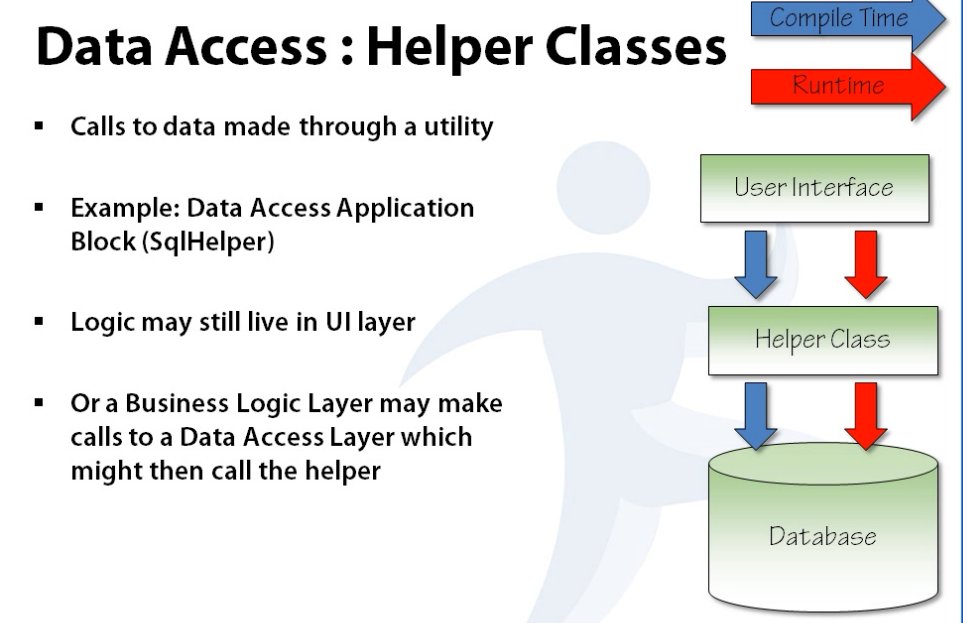 Data Access : Helper Classes
Compile Time
Runtime
▪ Calls to data made through a utility
▪ Example: Data Access Application
Block (SqlHelper)
▪ Logic may still live in UI layer
▪ Or a Business Logic Layer may make
calls to a Data Access Layer which
might then call the helper
User Interface
Helper Class
Database